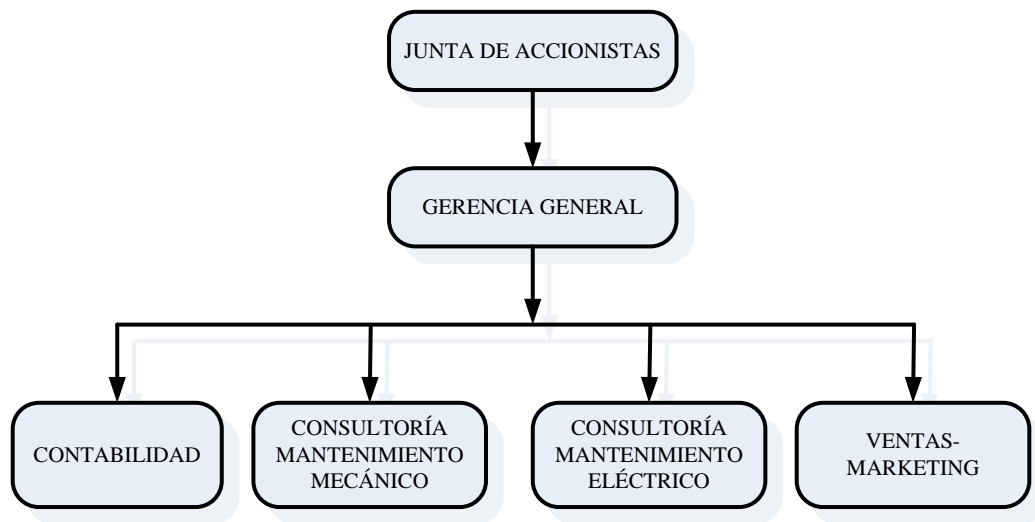 JUNTA DE ACCIONISTAS
GERENCIA GENERAL
CONTABILIDAD
CONSULTORÍA
MANTENIMIENTO
MECÁNICO
CONSULTORÍA
MANTENIMIENTO
ELÉCTRICO
VENTAS-
MARKETING